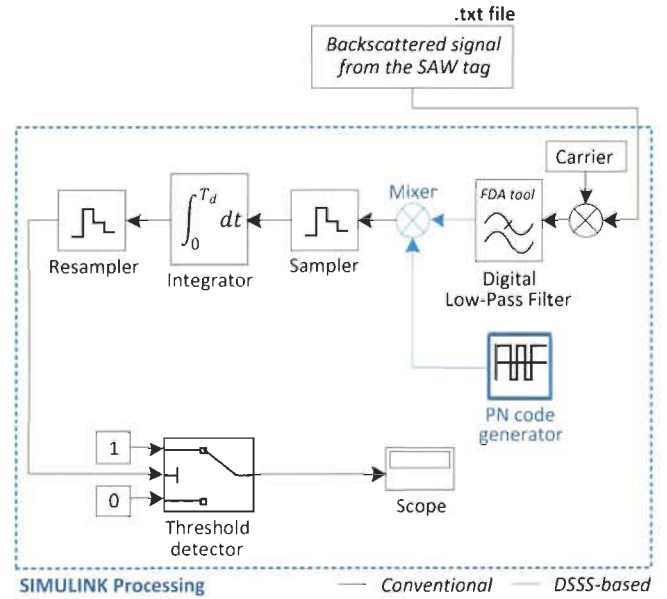 .txt file
Backscattered signal
from the SAW tag
Carrier
Mixer
FDA tool
∫₀^{T_d} dt
Resampler
Integrator
Sampler
Digital
Low-Pass Filter
PN code
generator
1
0
Threshold
detector
Scope
SIMULINK Processing
Conventional
DSSS-based